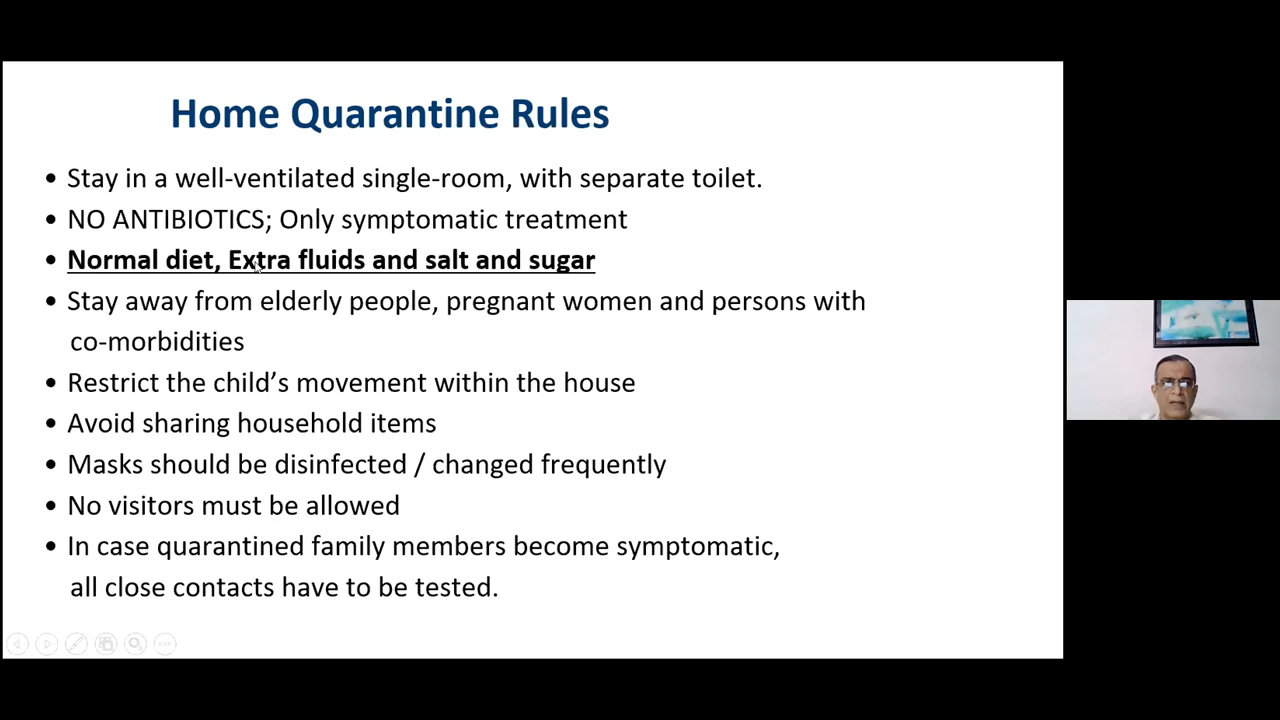 Home Quarantine Rules
• Stay in a well-ventilated single-room, with separate toilet.
• NO ANTIBIOTICS; Only symptomatic treatment
• Normal diet, Extra fluids and salt and sugar
• Stay away from elderly people, pregnant women and persons with
co-morbidities
• Restrict the child’s movement within the house
• Avoid sharing household items
• Masks should be disinfected / changed frequently
• No visitors must be allowed
• In case quarantined family members become symptomatic,
all close contacts have to be tested.